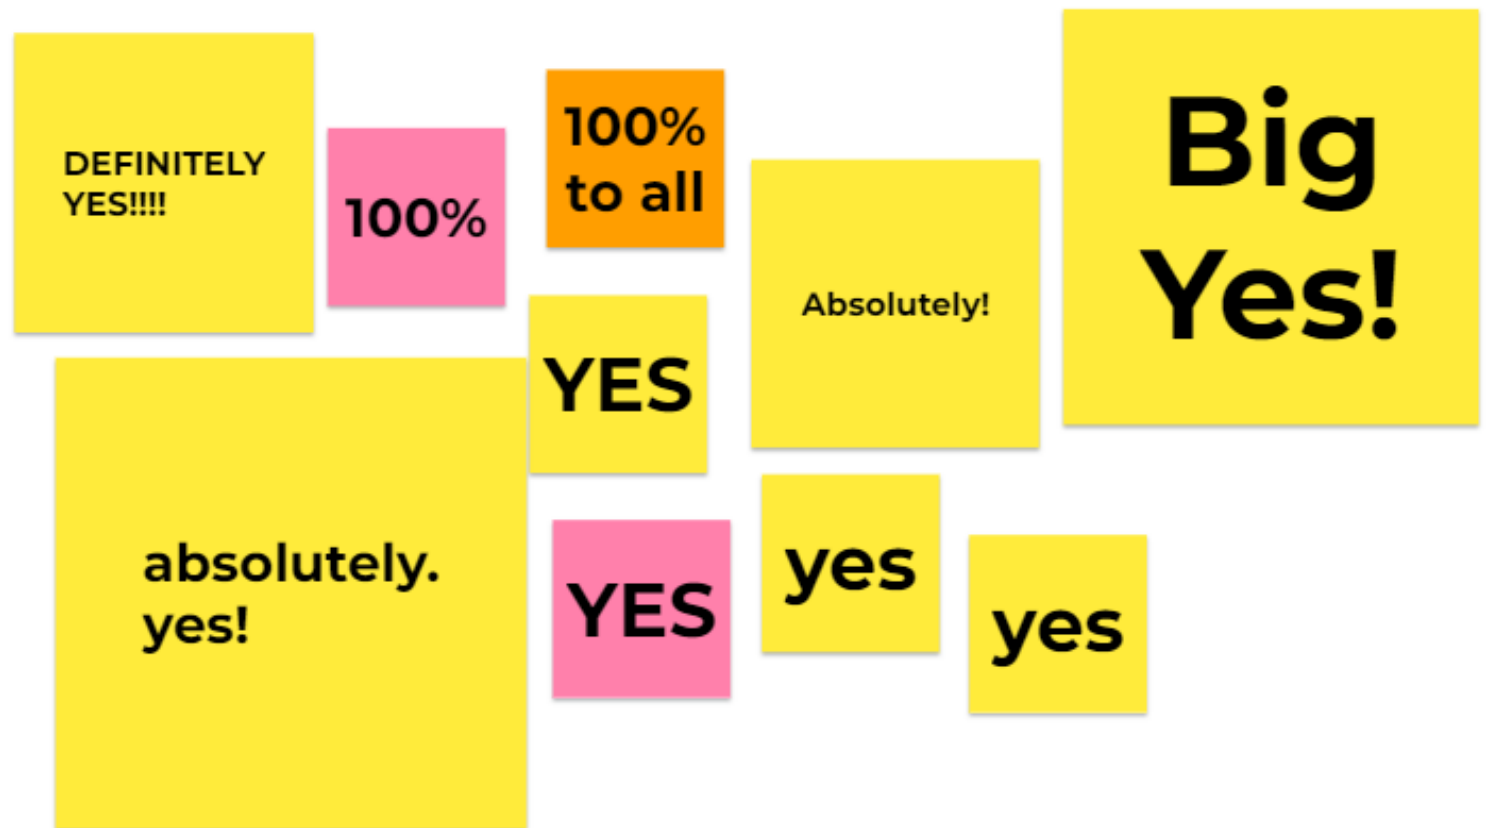 DEFINITELY
YES!!!!
100%
100%
to all
Absolutely!
Big
Yes!
YES
absolutely.
yes!
YES
yes
yes